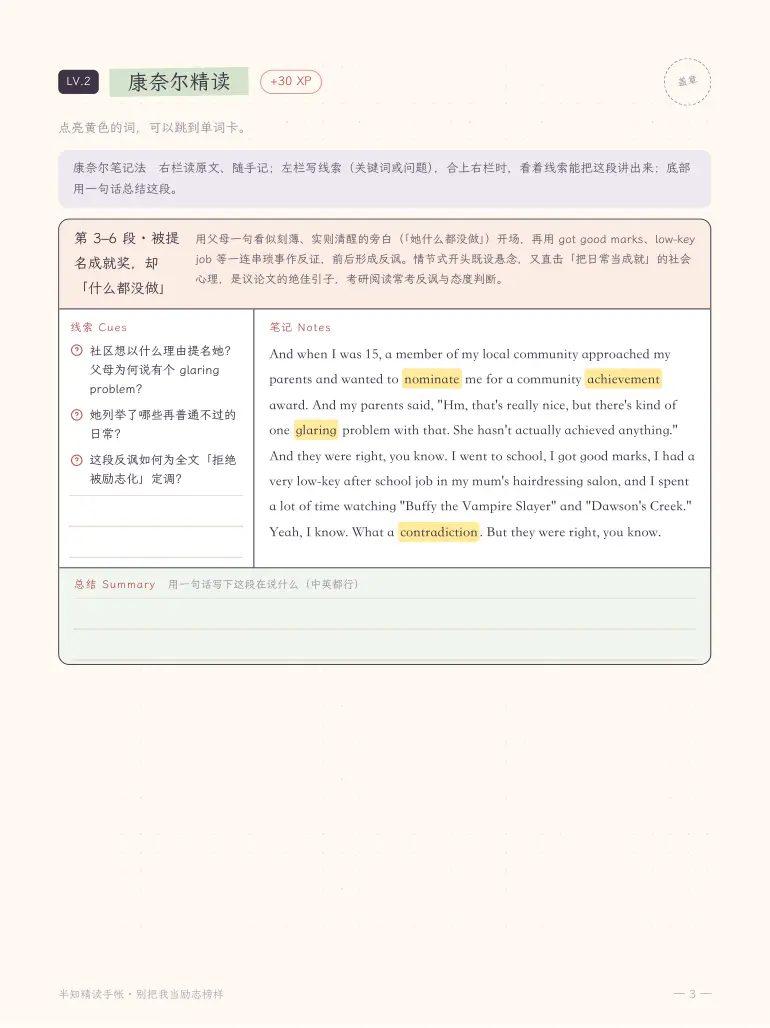 LV.2 康奈尔精读 +30 XP 盖章
点亮黄色的词，可以跳到单词卡。
康奈尔笔记法 右栏读原文、随手记；左栏写线索（关键词或问题），合上右栏时，看着线索能把这段讲出来；底部
用一句话总结这段。
第 3–6 段·被提
名成就奖，却
「什么都没做」
用父母一句看似刻薄、实则清醒的旁白（「她什么都没做」）开场，再用 got good marks、low-key
job 等一连串琐事作反证，前后形成反讽。情节式开头既设悬念，又直击「把日常当成就」的社会
心理，是议论文的绝佳引子，考研阅读常考反讽与态度判断。
线索 Cues
社区想以什么理由提名她？
父母为何说有个 glaring
problem?
她列举了哪些再普通不过的
日常？
这段反讽如何为全文「拒绝
被励志化」定调？
笔记 Notes
And when I was 15, a member of my local community approached my
parents and wanted to nominate me for a community achievement
award. And my parents said, "Hm, that's really nice, but there's kind of
one glaring problem with that. She hasn't actually achieved anything."
And they were right, you know. I went to school, I got good marks, I had a
very low-key after school job in my mum's hairdressing salon, and I spent
a lot of time watching "Buffy the Vampire Slayer" and "Dawson's Creek."
Yeah, I know. What a contradiction. But they were right, you know.
总结 Summary 用一句话写下这段在说什么（中英都行）
半知精读手帐·别把我当励志榜样
— 3 —